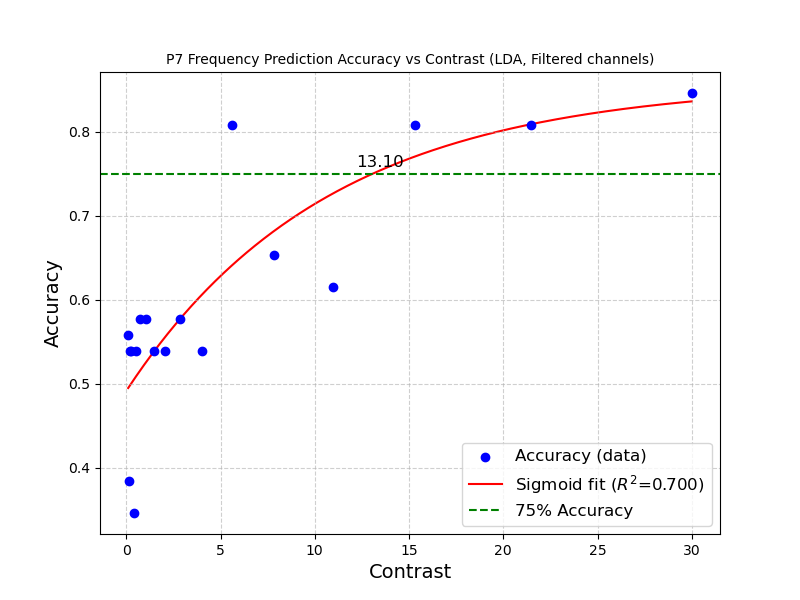 P7 Frequency Prediction Accuracy vs Contrast (LDA, Filtered channels)
0.8
0.7
0.6
0.5
0.4
Accuracy
13.10
Accuracy (data)
Sigmoid fit (R²=0.700)
75% Accuracy
0 5 10 15 20 25 30
Contrast